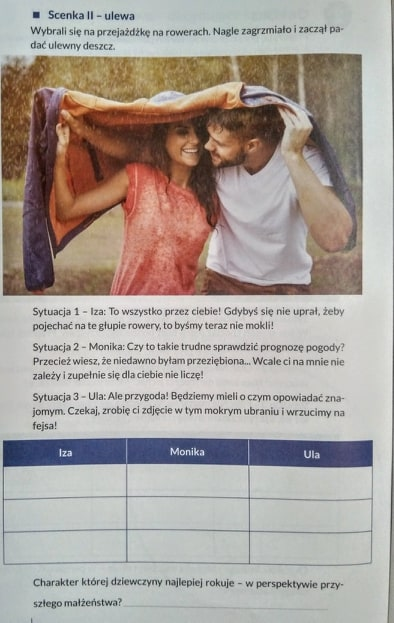 ■ Scenka II – ulewa
Wybrali się na przejażdżkę na rowerach. Nagle zagrzmiało i zaczął pa-
dać ulewny deszcz.
Sytuacja 1 – Iza: To wszystko przez ciebie! Gdybyś się nie uprał, żeby
pojechać na te głupie rowery, to byśmy teraz nie mokli!
Sytuacja 2 – Monika: Czy to takie trudne sprawdzić prognozę pogody?
Przecież wiesz, że niedawno byłam przeziębiona... Wcale ci na mnie nie
zależy i zupełnie się dla ciebie nie liczę!
Sytuacja 3 – Ula: Ale przygoda! Będziemy mieli o czym opowiadać zna-
jomym. Czekaj, zrobię ci zdjęcie w tym mokrym ubraniu i wrzucimy na
fejsa!
Iza Monika Ula
Charakter której dziewczyny najlepiej rokuje – w perspektywie przy-
szłego małżeństwa?